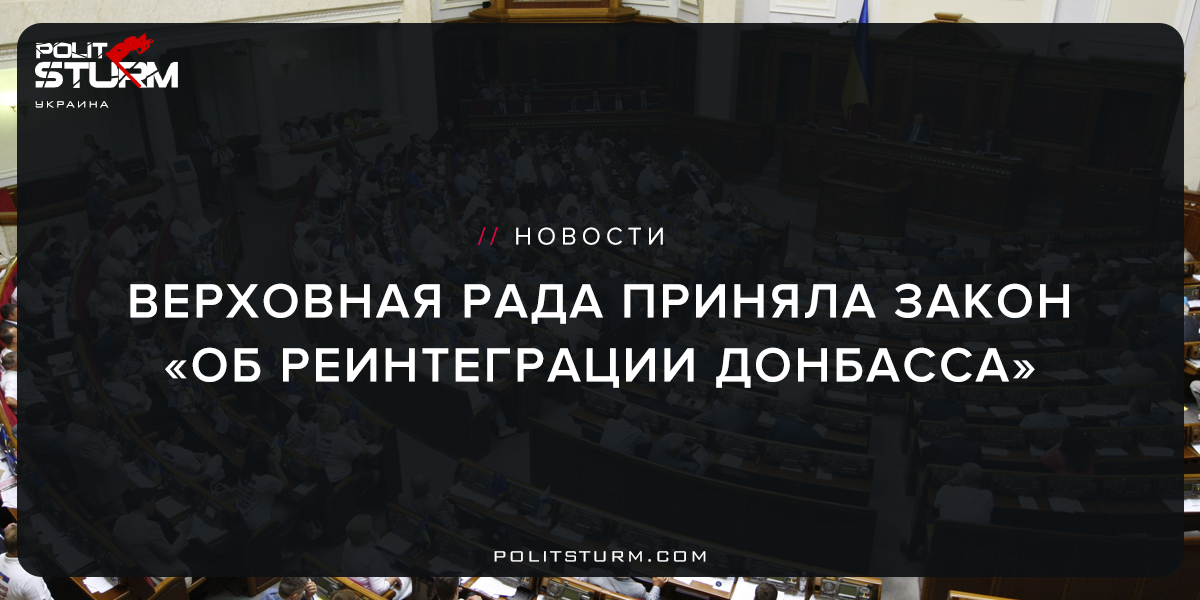 POLIT
STURM
УКРАИНА
// НОВОСТИ
ВЕРХОВНАЯ РАДА ПРИНЯЛА ЗАКОН
«ОБ РЕИНТЕГРАЦИИ ДОНБАССА»
POLITSTURM.COM